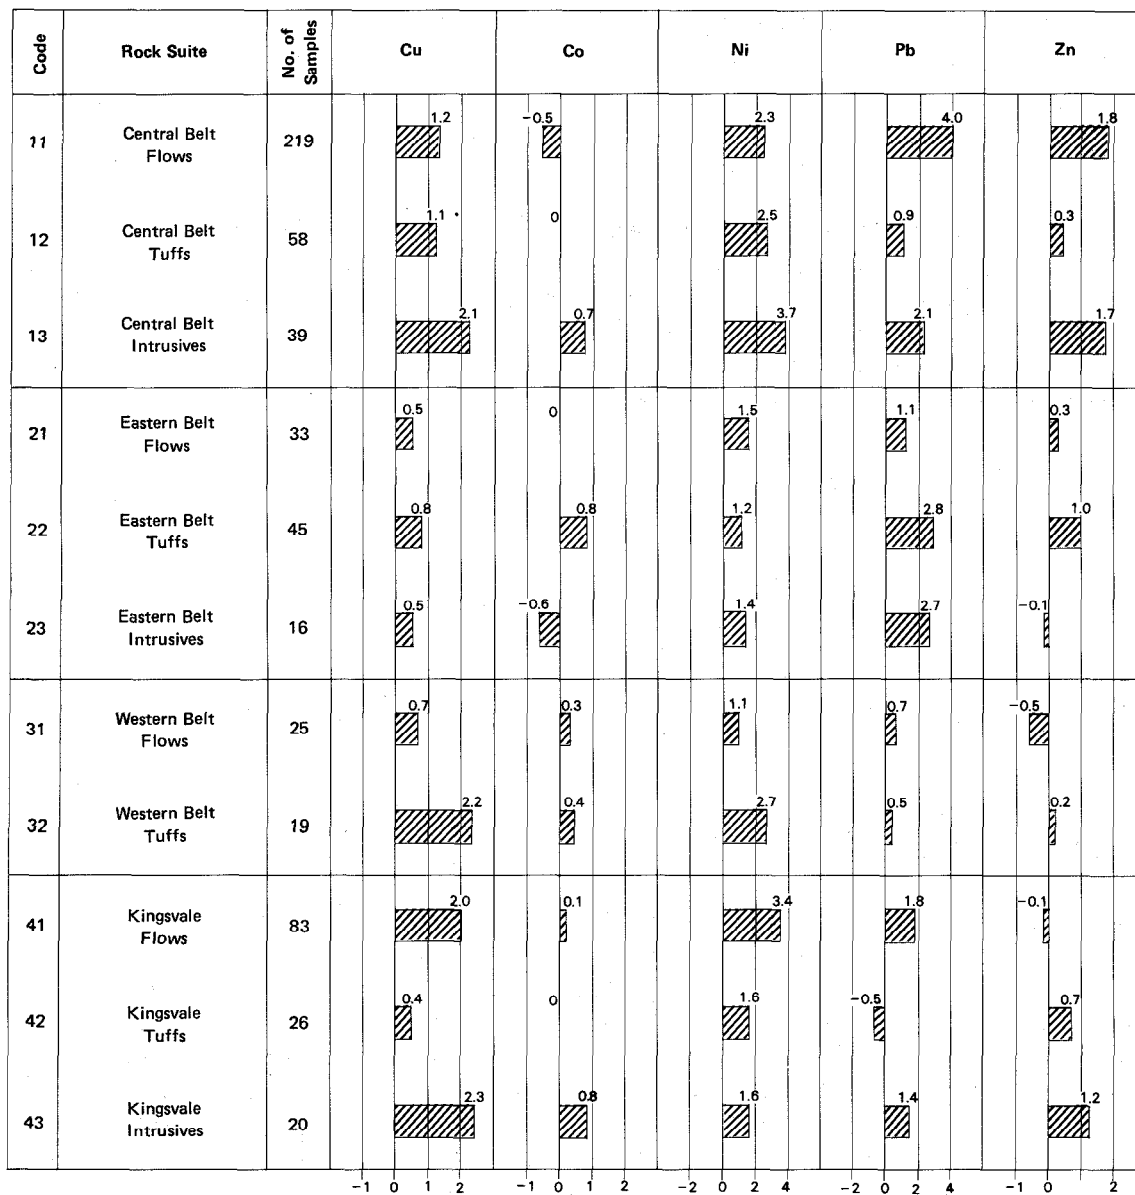 Code Rock Suite No. of Samples Cu Co Ni Pb Zn
11 Central Belt Flows 219 1.2 −0.5 2.3 4.0 1.8
12 Central Belt Tuffs 58 1.1 0 2.5 0.9 0.3
13 Central Belt Intrusives 39 2.1 0.7 3.7 2.1 1.7
21 Eastern Belt Flows 33 0.5 0 1.5 1.1 0.3
22 Eastern Belt Tuffs 45 0.8 0.8 1.2 2.8 1.0
23 Eastern Belt Intrusives 16 0.5 −0.6 1.4 2.7 −0.1
31 Western Belt Flows 25 0.7 0.3 1.1 0.7 −0.5
32 Western Belt Tuffs 19 2.2 0.4 2.7 0.5 0.2
41 Kingsvale Flows 83 2.0 0.1 3.4 1.8 −0.1
42 Kingsvale Tuffs 26 0.4 0 1.6 −0.5 0.7
43 Kingsvale Intrusives 20 2.3 0.8 1.6 1.4 1.2
−1 0 2 −1 0 1 2 −2 0 2 4 −2 0 2 4 −1 0 2